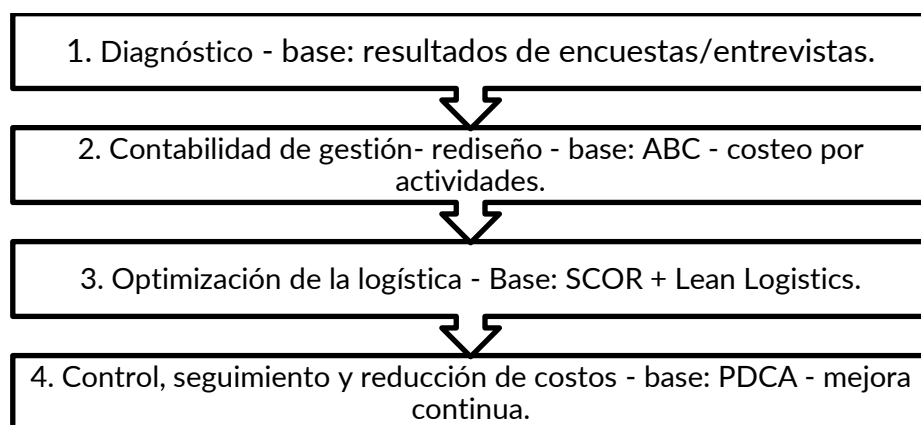 1. Diagnóstico - base: resultados de encuestas/entrevistas.
2. Contabilidad de gestión- rediseño - base: ABC - costeo por
actividades.
3. Optimización de la logística - Base: SCOR + Lean Logistics.
4. Control, seguimiento y reducción de costos - base: PDCA - mejora
continua.